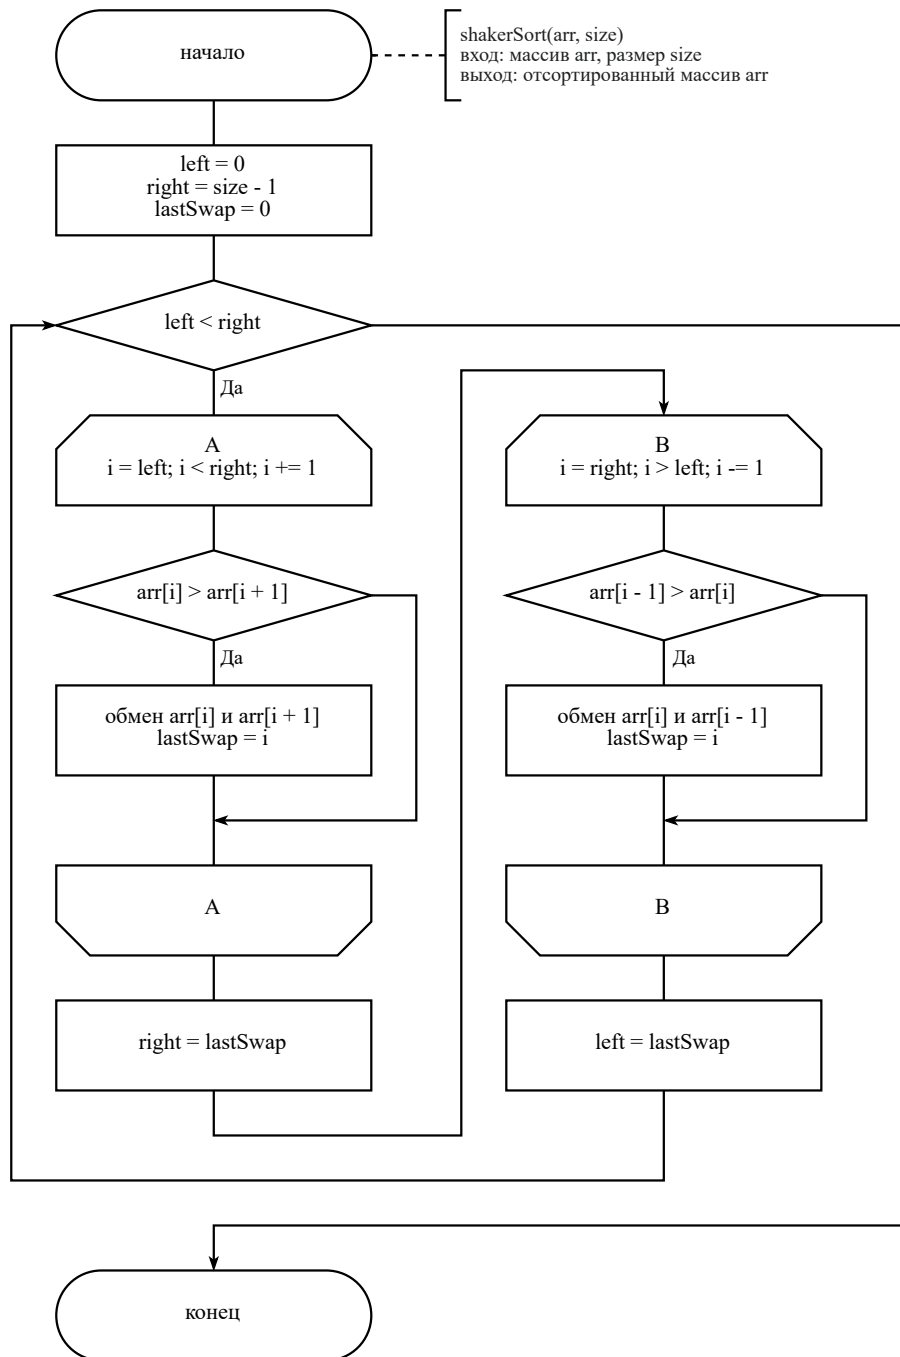 начало
shakerSort(arr, size)
вход: массив arr, размер size
выход: отсортированный массив arr
left = 0
right = size - 1
lastSwap = 0
left < right
Да
A
i = left; i < right; i += 1
arr[i] > arr[i + 1]
Да
обмен arr[i] и arr[i + 1]
lastSwap = i
A
right = lastSwap
B
i = right; i > left; i -= 1
arr[i - 1] > arr[i]
Да
обмен arr[i] и arr[i - 1]
lastSwap = i
B
left = lastSwap
конец